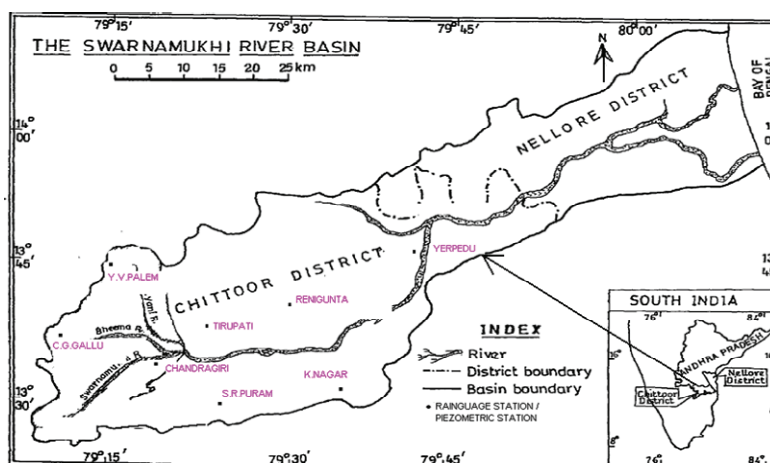 79°15'
79°30'
79°45'
80°00'
THE SWARNAMUKHI RIVER BASIN
0 5 10 15 20 25
km
N
BAY OF
NELLORE DISTRICT
14°
00'
13°
45'
13°
30'
CHITTOOR DISTRICT
YERPEDU
Y.V.PALEM
Vani R.
RENIGUNTA
TIRUPATI
Bheema R.
C.G.GALLU
CHANDRAGIRI
K.NAGAR
S.R.PURAM
INDEX
River
District boundary
Basin boundary
RAINGUAGE STATION /
PIEZOMETRIC STATION
SOUTH INDIA
76°
84°
ANDHRA PRADESH
Nellore
District
Chittoor
District
8°
76°
84°
79°15'
79°30'
79°45'